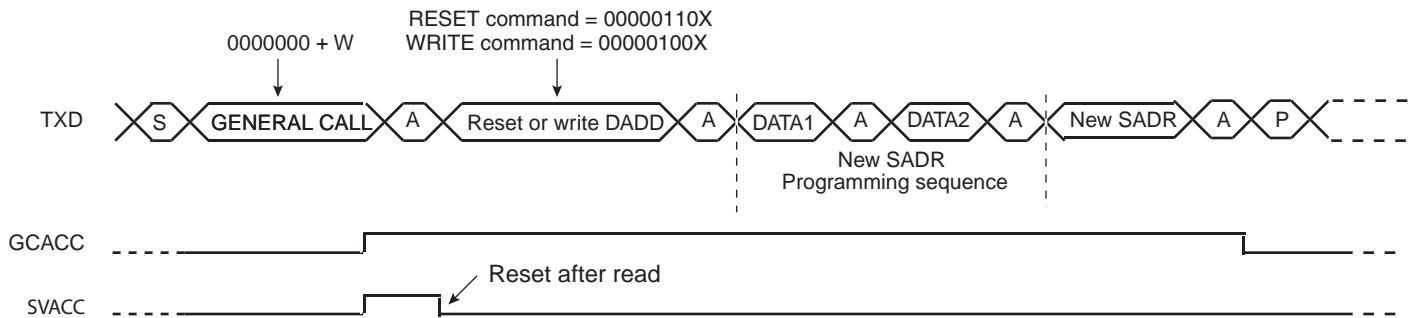 RESET command = 00000110X
0000000 + W
WRITE command = 00000100X
TXD S GENERAL CALL A Reset or write DADD A DATA1 A DATA2 A New SADR A P
New SADR
Programming sequence
GCACC
Reset after read
SVACC